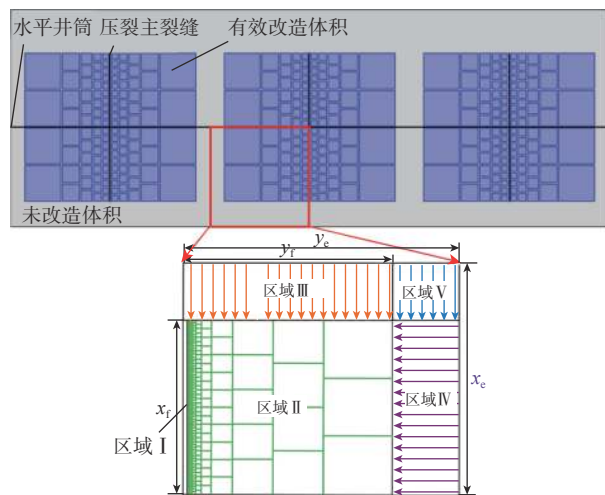 水平井筒 压裂主裂缝 有效改造体积
未改造体积
yₑ
y_f
区域Ⅲ 区域Ⅴ
x_f
xₑ
区域Ⅱ 区域Ⅳ
区域Ⅰ